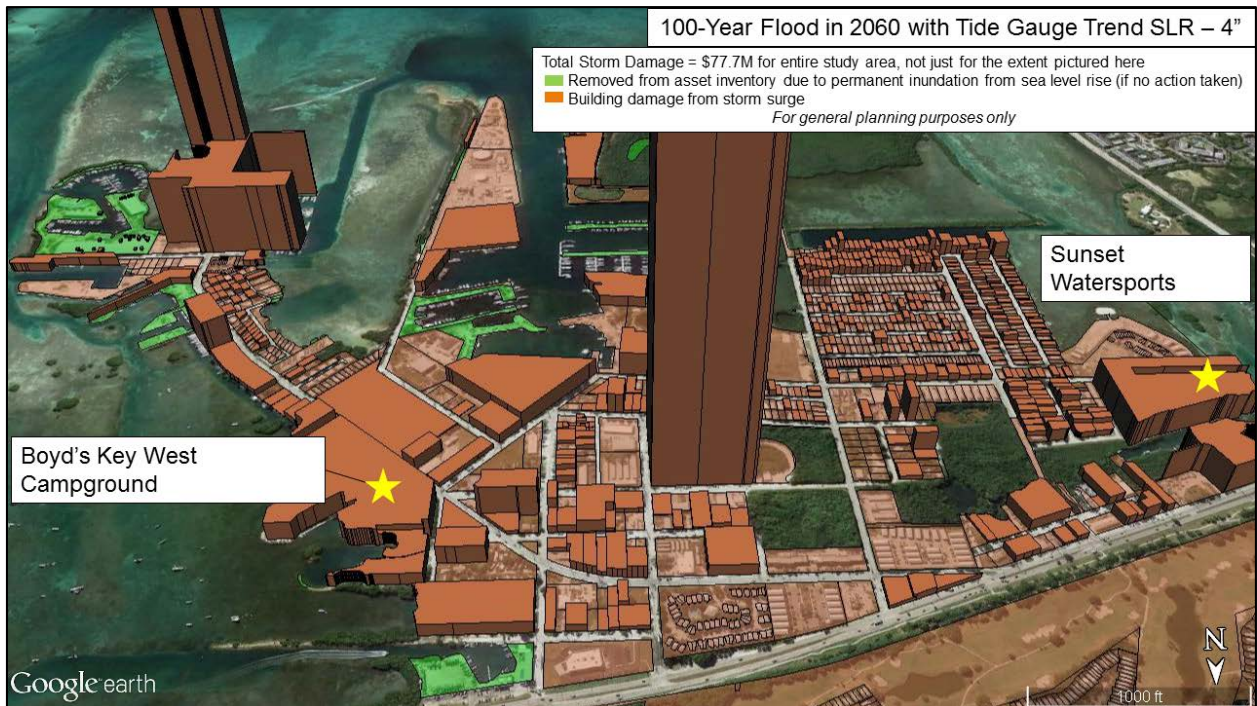 100-Year Flood in 2060 with Tide Gauge Trend SLR – 4”
Total Storm Damage = $77.7M for entire study area, not just for the extent pictured here
Removed from asset inventory due to permanent inundation from sea level rise (if no action taken)
Building damage from storm surge
For general planning purposes only
Sunset
Watersports
Boyd’s Key West
Campground
N
Google earth
1000 ft